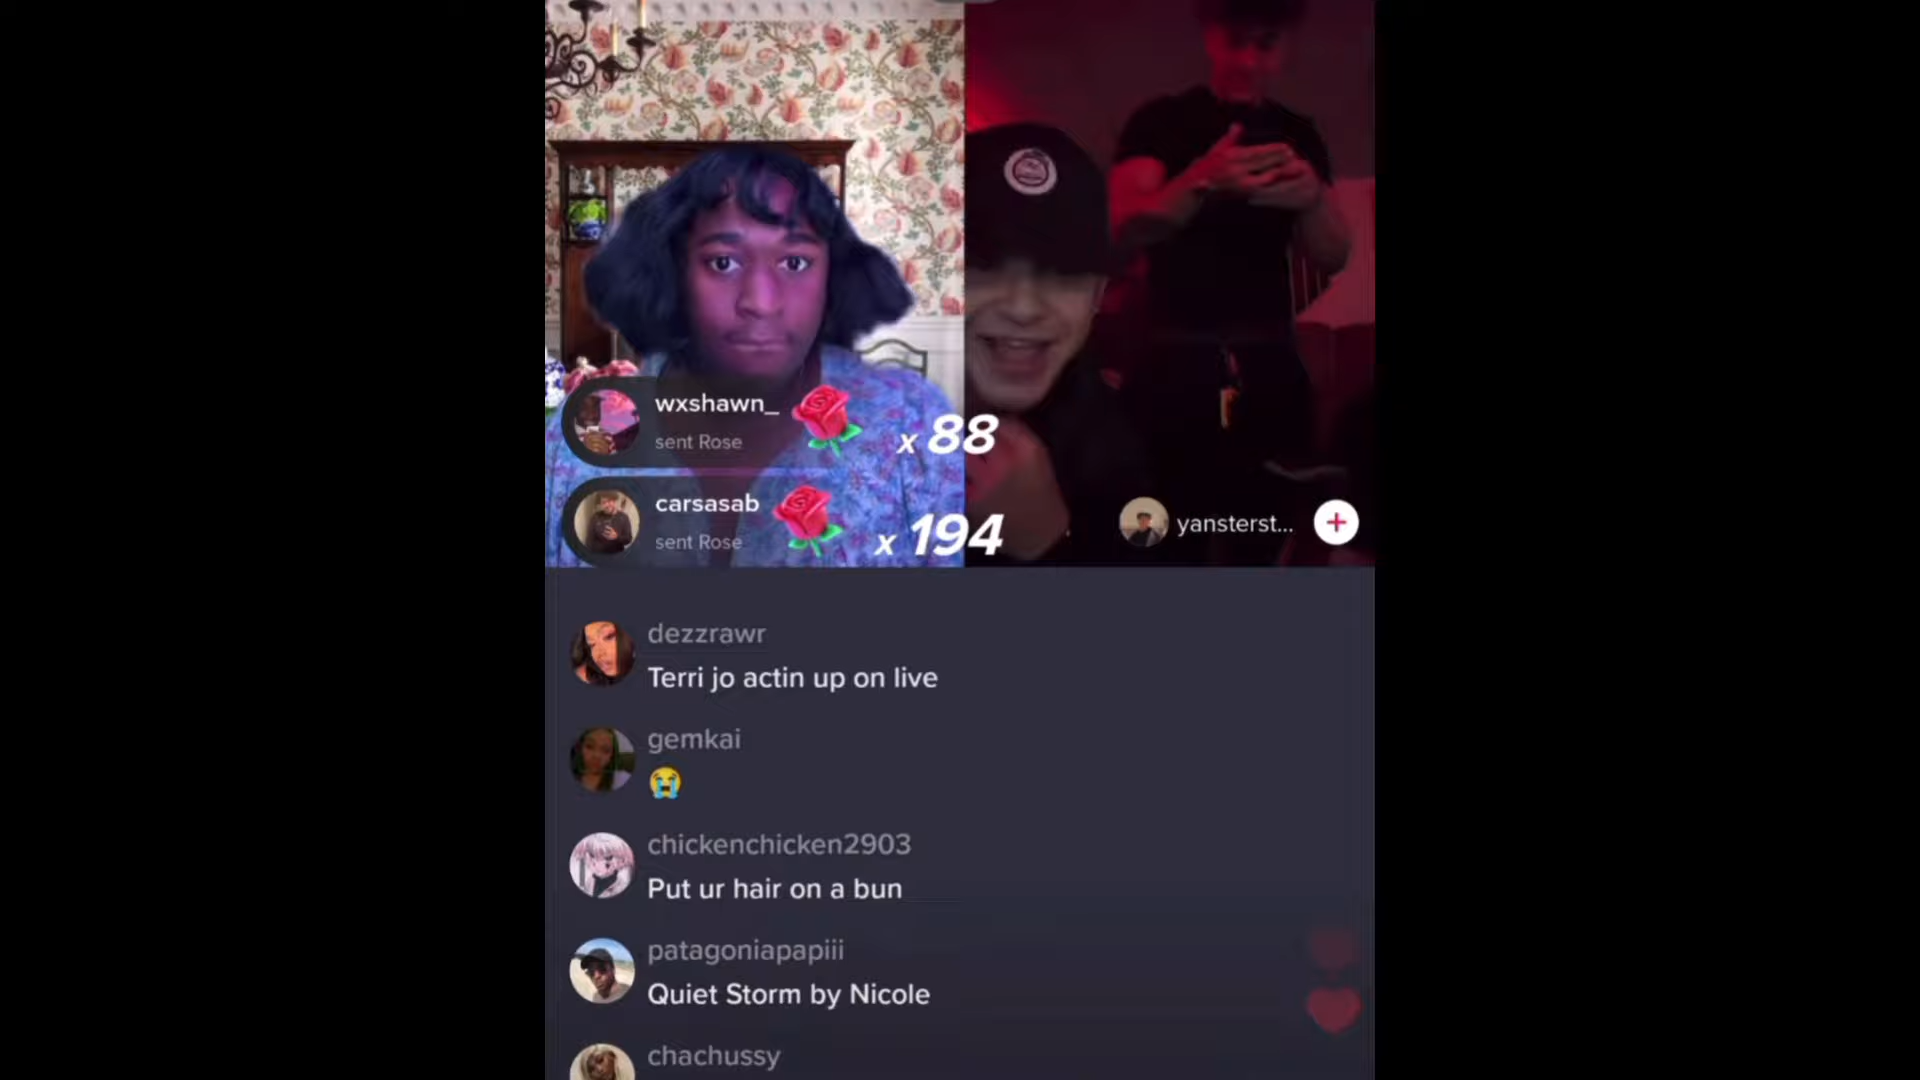 wxshawn_
sent Rose
x 88
carsasab
sent Rose
x 194
yansterst...
dezzrawr
Terri jo actin up on live
gemkai
chickenchicken2903
Put ur hair on a bun
patagoniapapiii
Quiet Storm by Nicole
chachussy